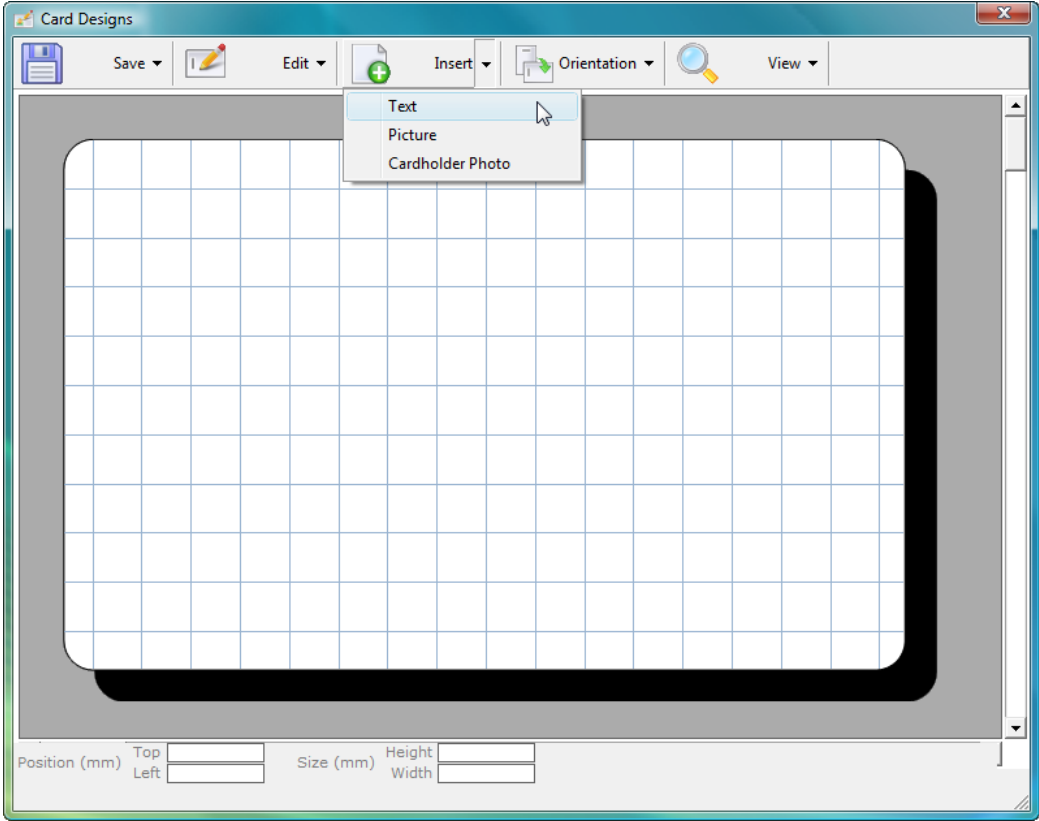 Card Designs
Save Edit Insert Orientation View
Text
Picture
Cardholder Photo
Position (mm) Top Size (mm) Height
Left Width